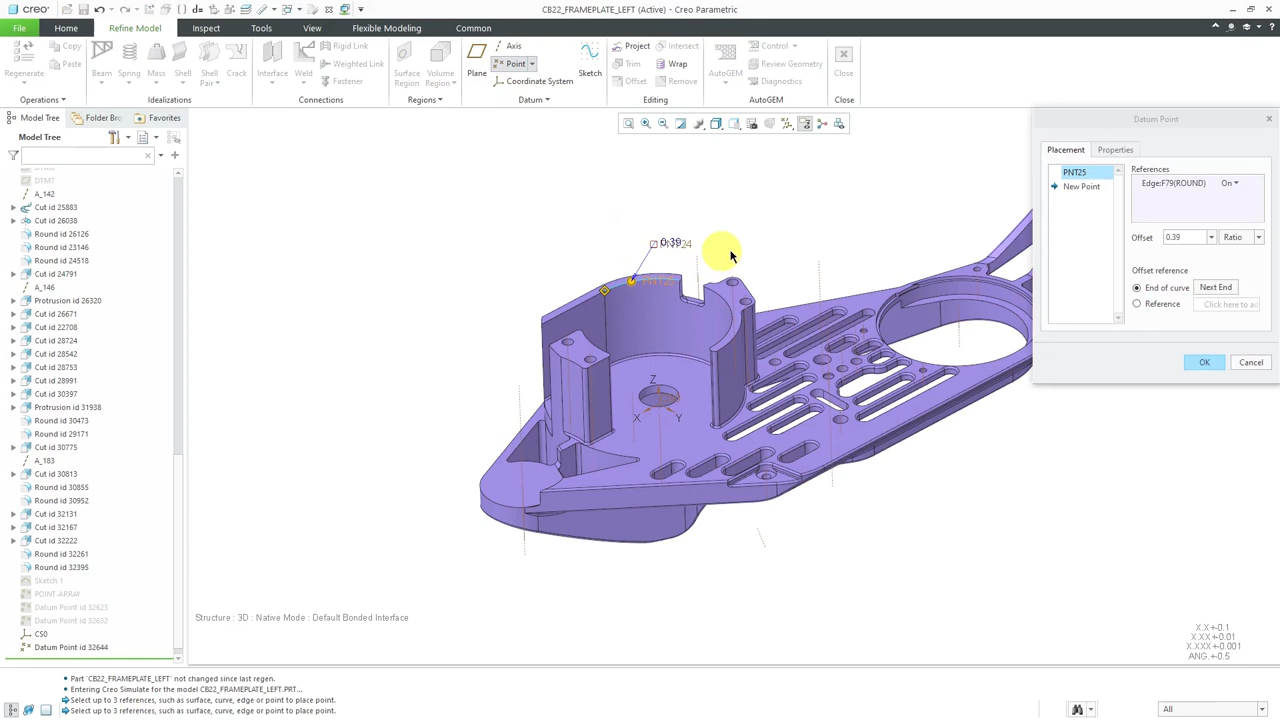 creo
CB22_FRAMEPLATE_LEFT (Active) - Creo Parametric
File Home Refine Model Inspect Tools View Flexible Modeling Common
Regenerate
Copy
Paste
Operations
Beam Spring Mass Shell Shell Pair Crack
Idealizations
Interface Weld
Rigid Link
Weighted Link
Fastener
Connections
Surface Region
Volume Region
Regions
Plane
Axis
Point
Coordinate System
Sketch
Datum
Project Intersect
Trim Wrap
Offset Remove
Editing
AutoGEM
Control
Review Geometry
Diagnostics
AutoGEM
Close
Close
Model Tree Folder Bro Favorites
Model Tree
DTM7
A_142
Cut id 25883
Cut id 26038
Round id 26126
Round id 23146
Round id 24518
Cut id 24791
A_146
Protrusion id 26320
Cut id 26671
Cut id 22708
Cut id 28724
Cut id 28542
Cut id 28753
Cut id 28991
Cut id 30397
Protrusion id 31938
Round id 30473
Round id 29171
Cut id 30775
A_183
Cut id 30813
Round id 30855
Round id 30952
Cut id 32131
Cut id 32167
Cut id 32222
Round id 32261
Round id 32395
Sketch 1
POINT-ARRAY
Datum Point id 32623
Datum Point id 32632
CS0
Datum Point id 32644
0.39
PNT24
Z
X
Y
Structure : 3D : Native Mode : Default Bonded Interface
X.X +-0.1
X.XX +-0.01
X.XXX +-0.001
ANG. +-0.5
Datum Point
Placement Properties
PNT25
New Point
References
Edge:F79(ROUND) On
Offset 0.39 Ratio
Offset reference
End of curve Next End
Reference Click here to ad
OK Cancel
Part 'CB22_FRAMEPLATE_LEFT' not changed since last regen.
Entering Creo Simulate for the model CB22_FRAMEPLATE_LEFT.PRT...
Select up to 3 references, such as surface, curve, edge or point to place point.
Select up to 3 references, such as surface, curve, edge or point to place point.
All